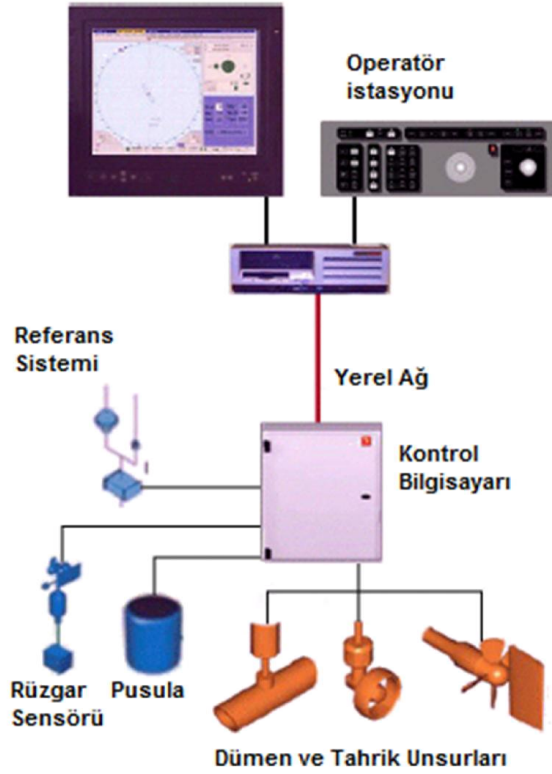 Operatör
istasyonu
Referans
Sistemi
Yerel Ağ
Kontrol
Bilgisayarı
Rüzgar
Sensörü
Pusula
Dümen ve Tahrik Unsurları